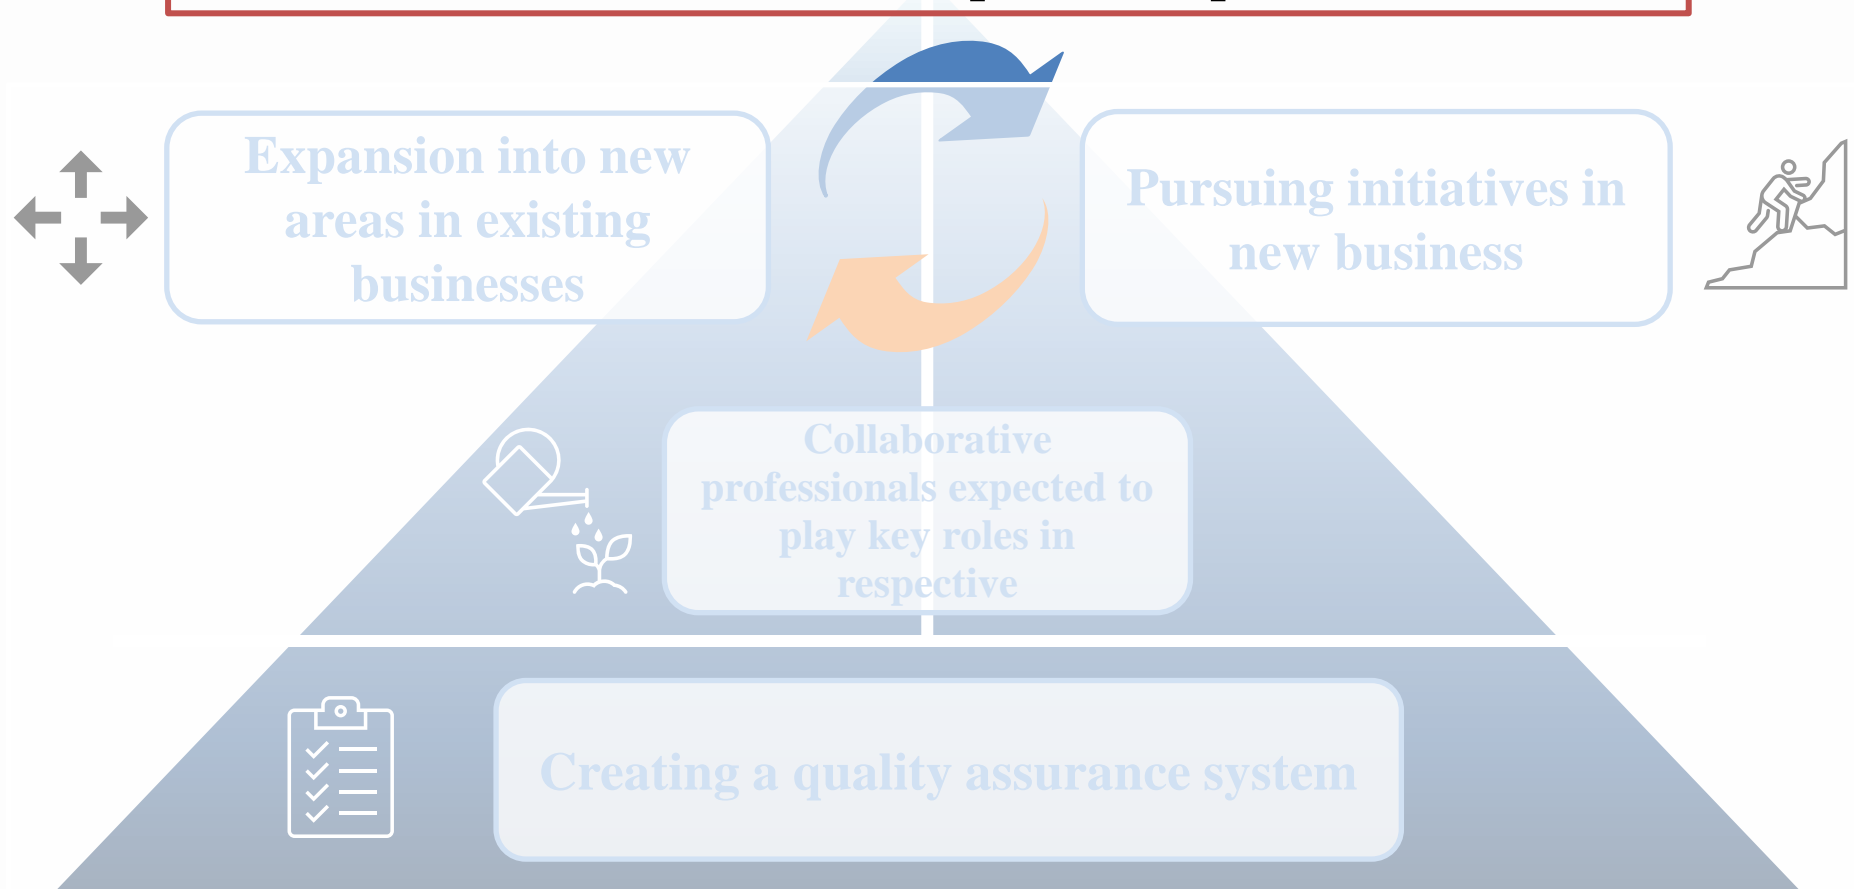 Expansion into new
areas in existing
businesses
Pursuing initiatives in
new business
Collaborative
professionals expected to
play key roles in
respective
Creating a quality assurance system